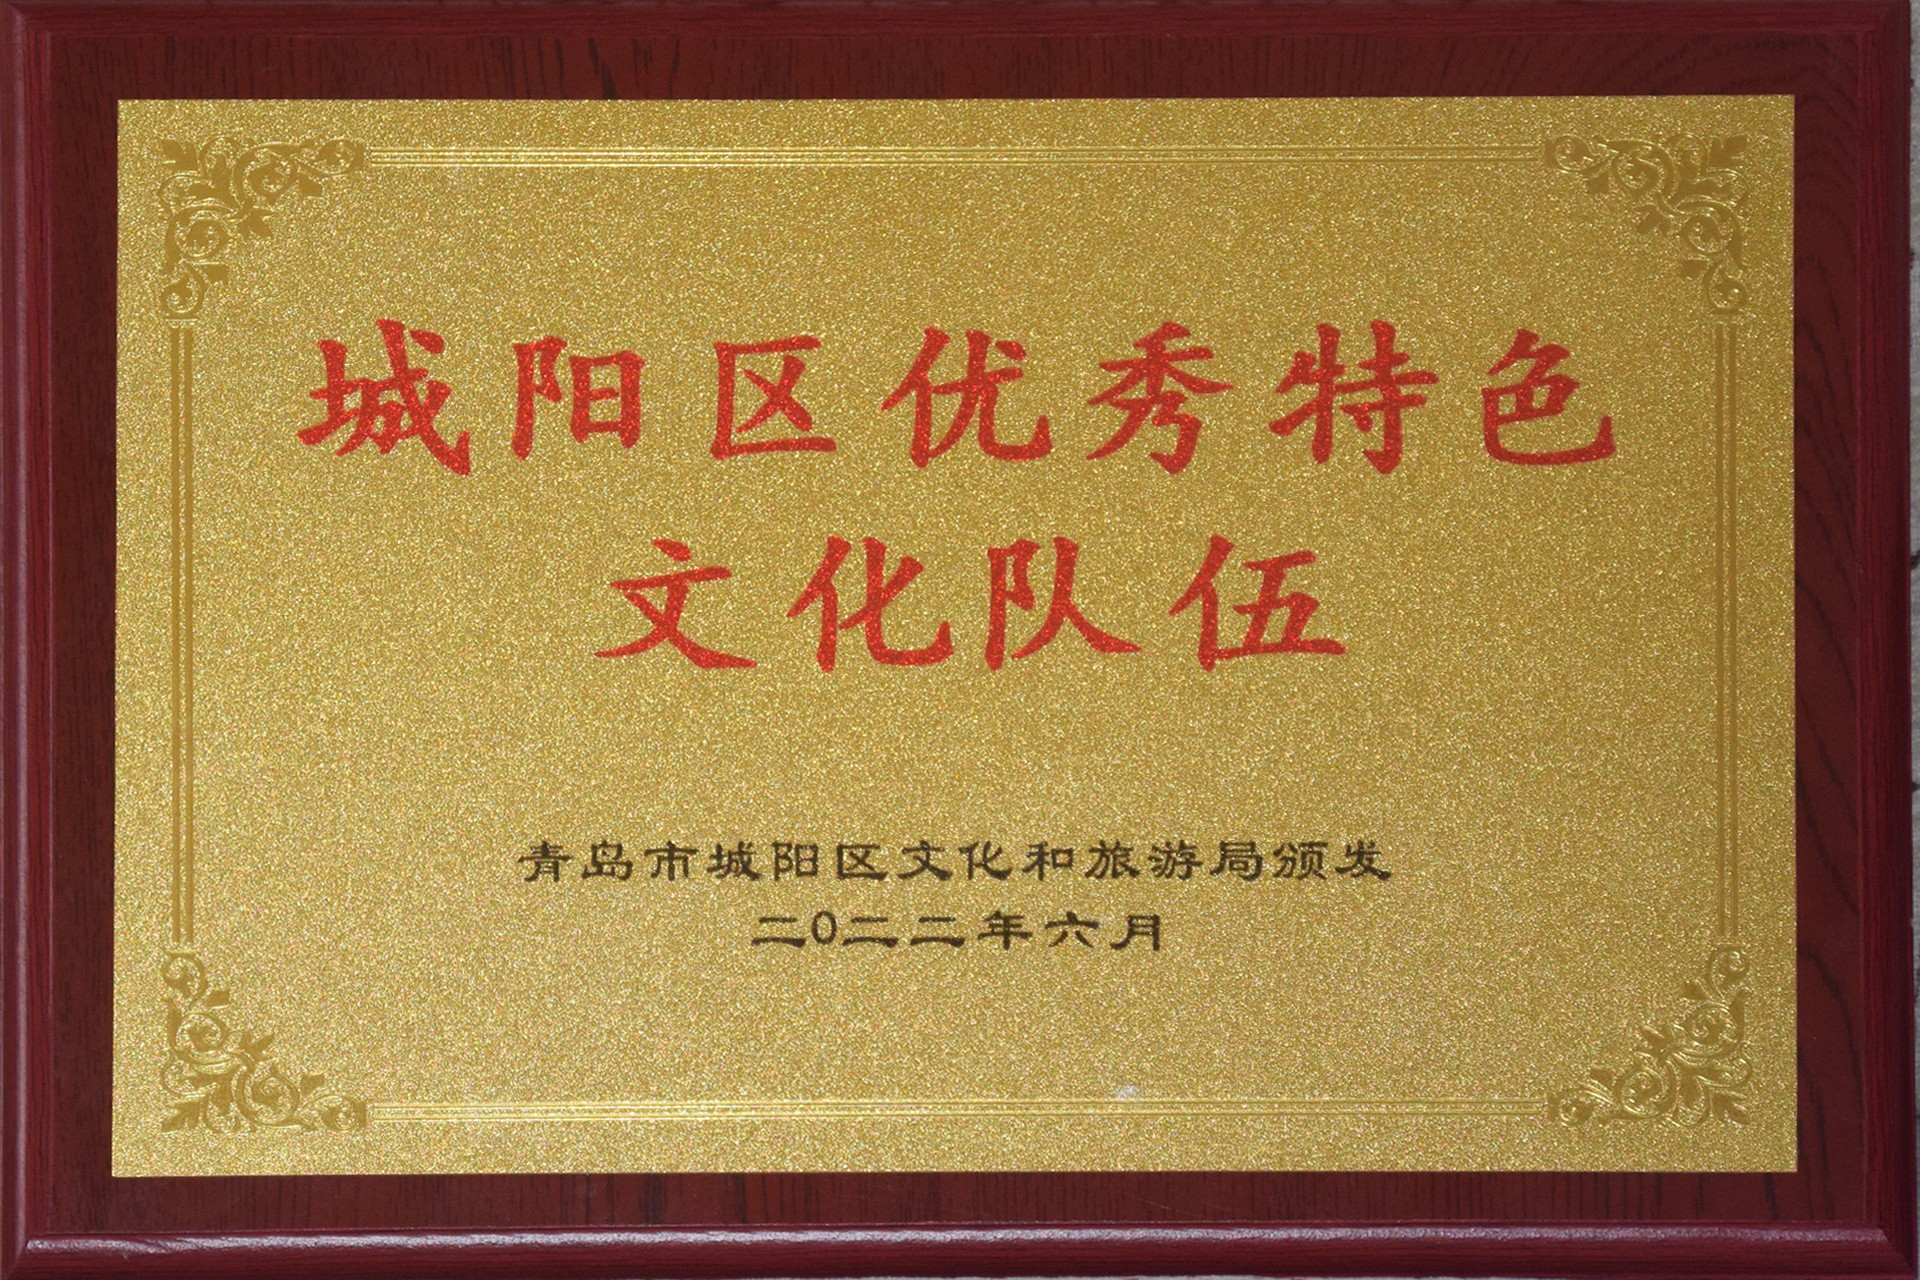 城阳区优秀特色
文化队伍
青岛市城阳区文化和旅游局颁发
二0二二年六月